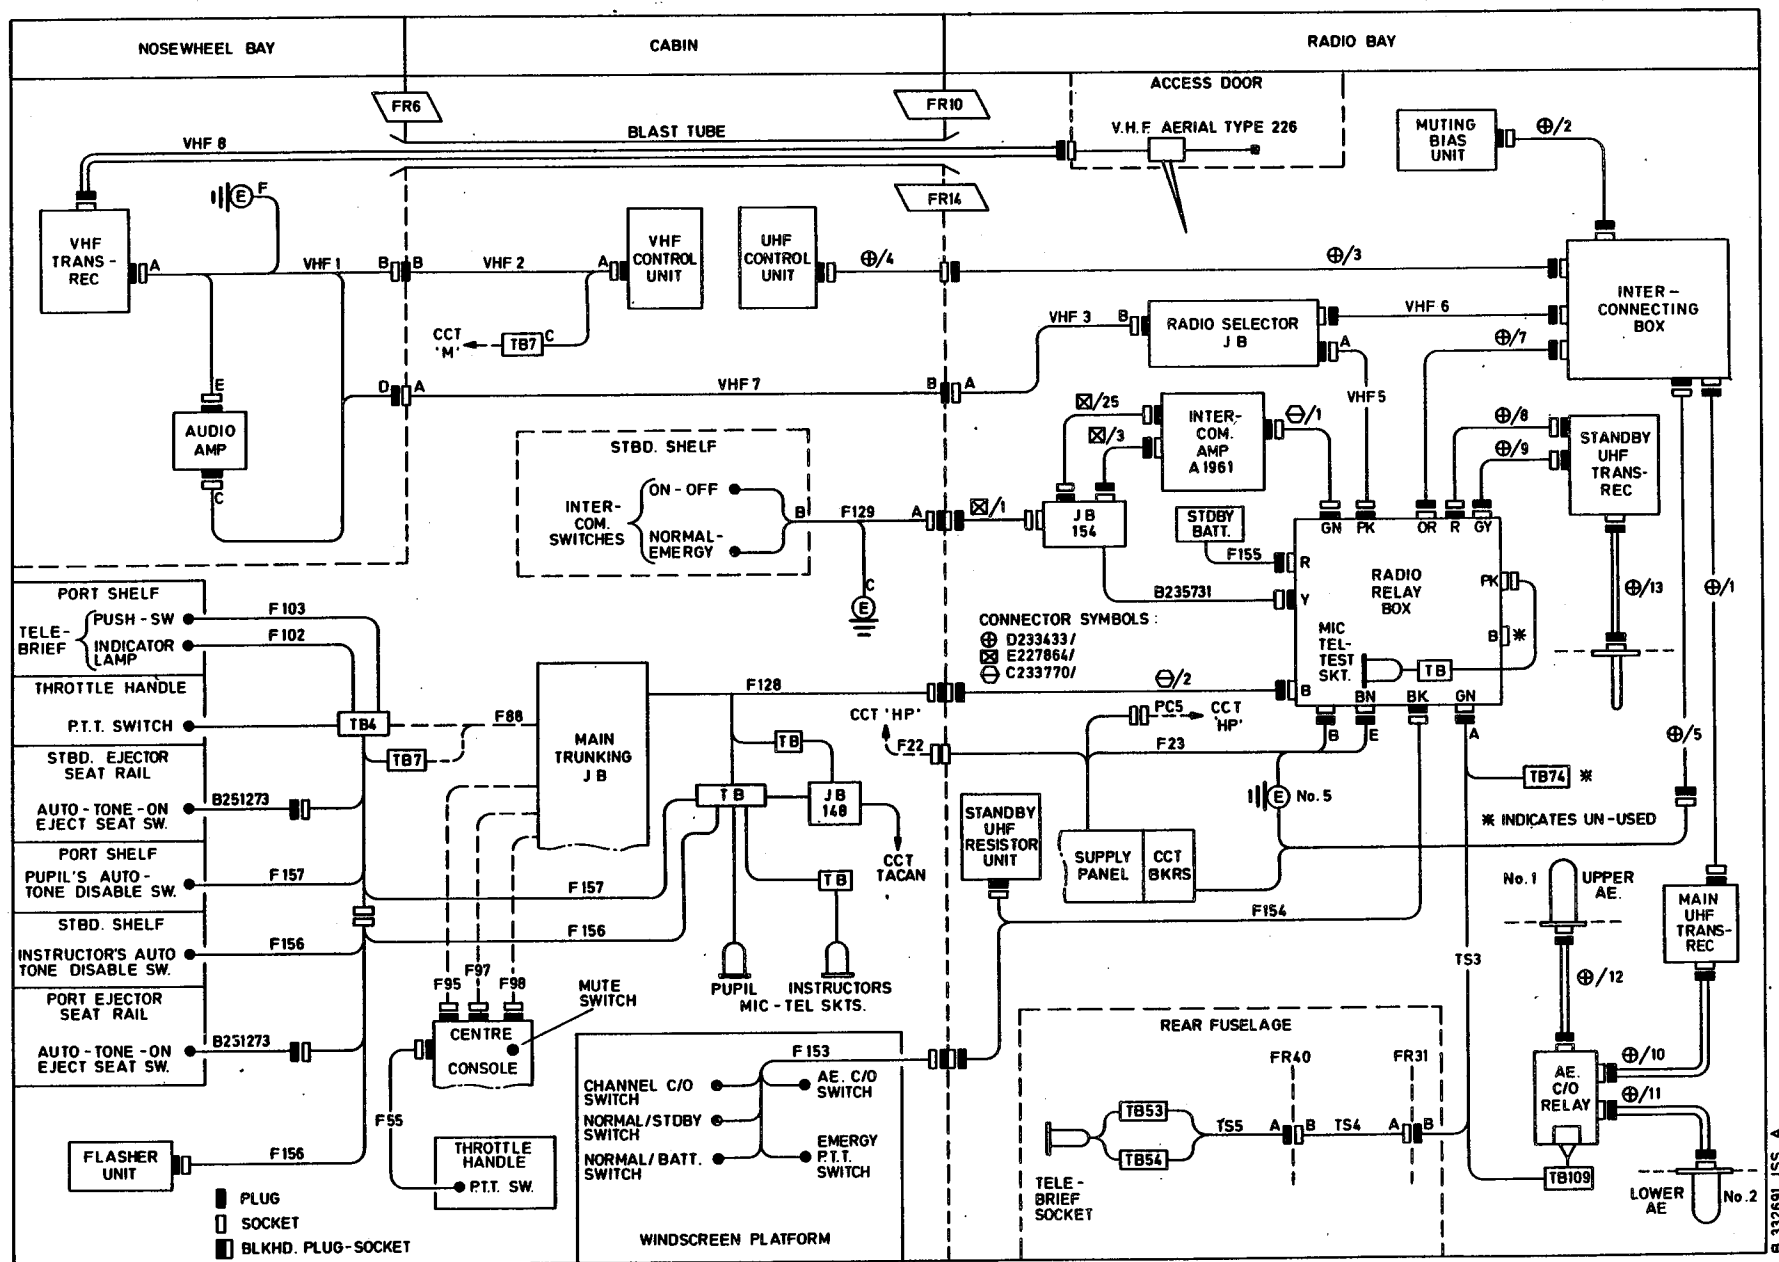 NOSEWHEEL BAY
CABIN
RADIO BAY
FR6
FR10
ACCESS DOOR
BLAST TUBE
V.H.F. AERIAL TYPE 226
MUTING
BIAS
UNIT
⊕/2
VHF 8
FR14
E
F
VHF
TRANS-
REC
A
VHF 1
B
B
VHF 2
A
VHF
CONTROL
UNIT
UHF
CONTROL
UNIT
⊕/4
⊕/3
INTER-
CONNECTING
BOX
CCT
'M'
TB7
C
VHF 3
B
RADIO SELECTOR
J B
A
VHF 6
⊕/7
D
A
VHF 7
B
A
VHF 5
E
AUDIO
AMP
C
⊠/25
⊠/3
INTER-
COM.
AMP
A 1961
⊖/1
⊕/8
⊕/9
STANDBY
UHF
TRANS-
REC
STBD. SHELF
INTER-
COM.
SWITCHES
ON-OFF
NORMAL-
EMERGY
B
F129
A
C
E
⊠/1
J B
154
STDBY
BATT.
F155
B235731
GN
PK
OR
R
GY
R
Y
PK
B ※
RADIO
RELAY
BOX
MIC
TEL-
TEST
SKT.
TB
B
BN
BK
GN
⊕/13
⊕/1
⊕/5
CONNECTOR SYMBOLS :
⊕ D233433/
⊠ E227864/
⊖ C233770/
PORT SHELF
TELE-
BRIEF
PUSH-SW
INDICATOR
LAMP
F103
F102
THROTTLE HANDLE
P.T.T. SWITCH
TB4
F88
TB7
STBD. EJECTOR
SEAT RAIL
AUTO-TONE-ON
EJECT SEAT SW.
B251273
PORT SHELF
PUPIL'S AUTO-
TONE DISABLE SW.
F157
STBD. SHELF
INSTRUCTOR'S AUTO
TONE DISABLE SW.
F156
PORT EJECTOR
SEAT RAIL
AUTO-TONE-ON
EJECT SEAT SW.
B251273
FLASHER
UNIT
F156
MAIN
TRUNKING
J B
F128
⊖/2
TB
TB
J B
148
CCT
TACAN
TB
F157
F156
PUPIL
INSTRUCTORS
MIC-TEL SKTS.
F95
F97
F98
MUTE
SWITCH
CENTRE
CONSOLE
F55
THROTTLE
HANDLE
P.T.T. SW.
CCT 'HP'
F22
PC5
CCT
'HP'
F23
B
E
A
E
No. 5
TB74 ※
※ INDICATES UN-USED
STANDBY
UHF
RESISTOR
UNIT
SUPPLY
PANEL
CCT
BKRS
F154
TS3
No. 1
UPPER
AE.
MAIN
UHF
TRANS-
REC
⊕/12
⊕/10
⊕/11
AE.
C/O
RELAY
TB109
LOWER
AE
No. 2
F153
CHANNEL C/O
SWITCH
NORMAL/STDBY
SWITCH
NORMAL/BATT.
SWITCH
AE. C/O
SWITCH
EMERGY
P.T.T.
SWITCH
WINDSCREEN PLATFORM
REAR FUSELAGE
FR40
FR31
TB53
TB54
TS5
A
B
TS4
A
B
TELE-
BRIEF
SOCKET
PLUG
SOCKET
BLKHD. PLUG-SOCKET
B 332691 ISS A